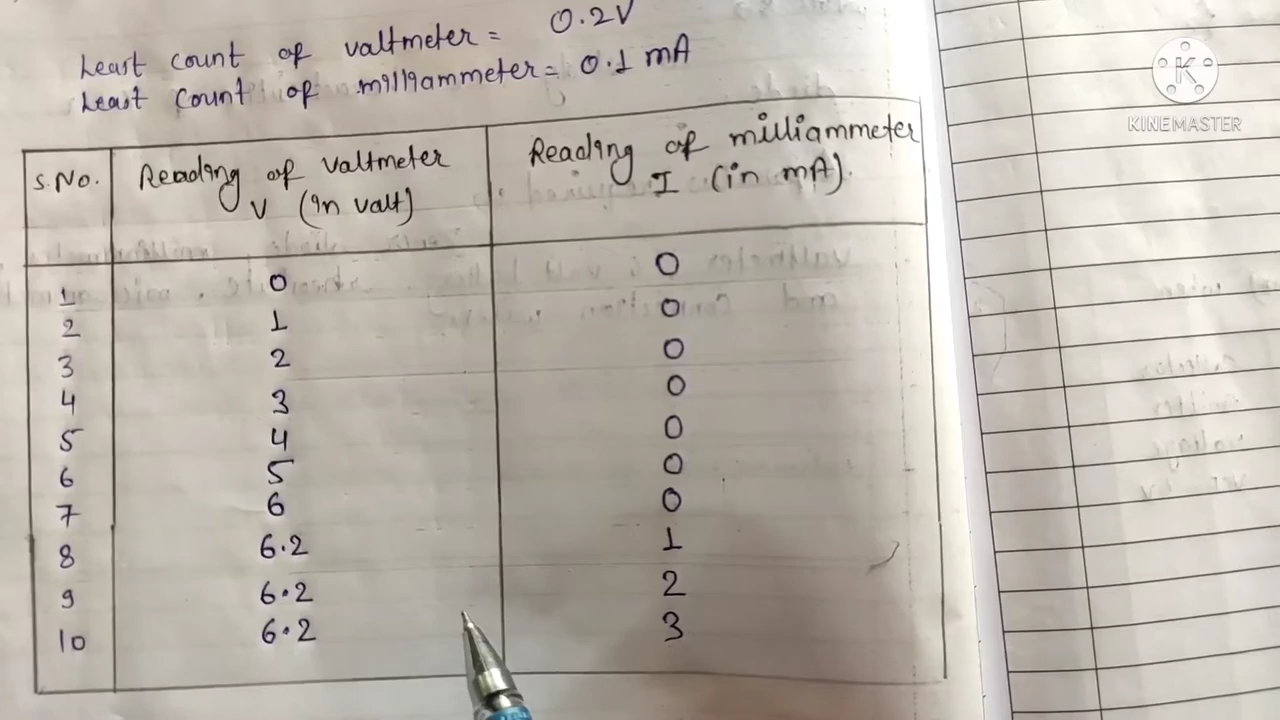 Least count of valtmeter = 0.2V
Least count of milliammeter = 0.1 mA
S.No. Reading of valtmeter V (in valt) Reading of milliammeter I (in mA).
1 0 0
2 1 0
3 2 0
4 3 0
5 4 0
6 5 0
7 6 0
8 6.2 1
9 6.2 2
10 6.2 3
K
KINEMASTER